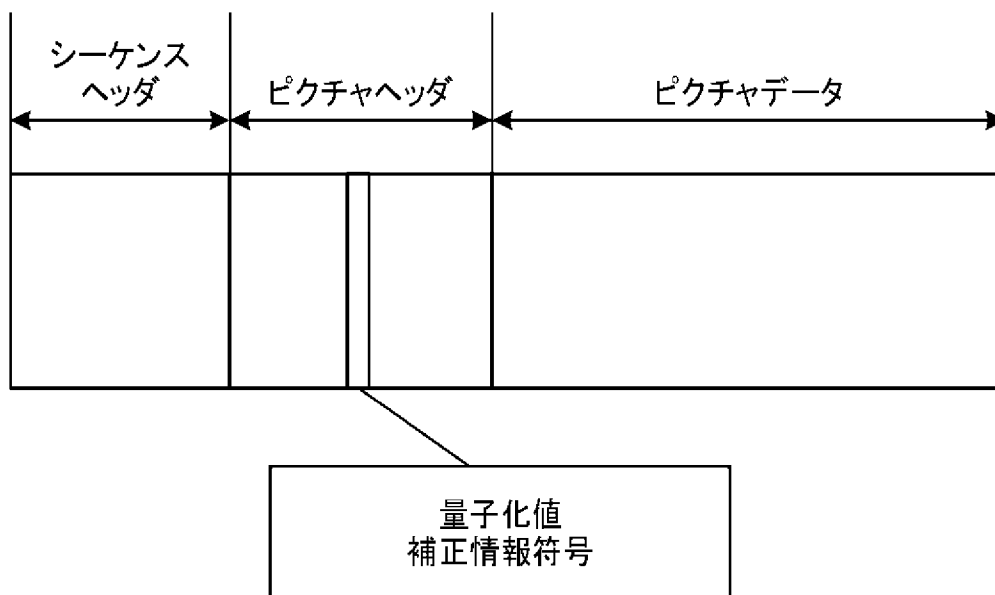 シーケンス
ヘッダ
ピクチャヘッダ
ピクチャデータ
量子化値
補正情報符号